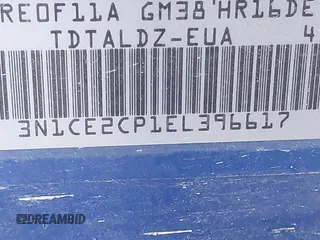 REOF11A GM38'HR16DE
TDTALDZ-EUA 4
3N1CE2CP1EL396617
DREAMBID